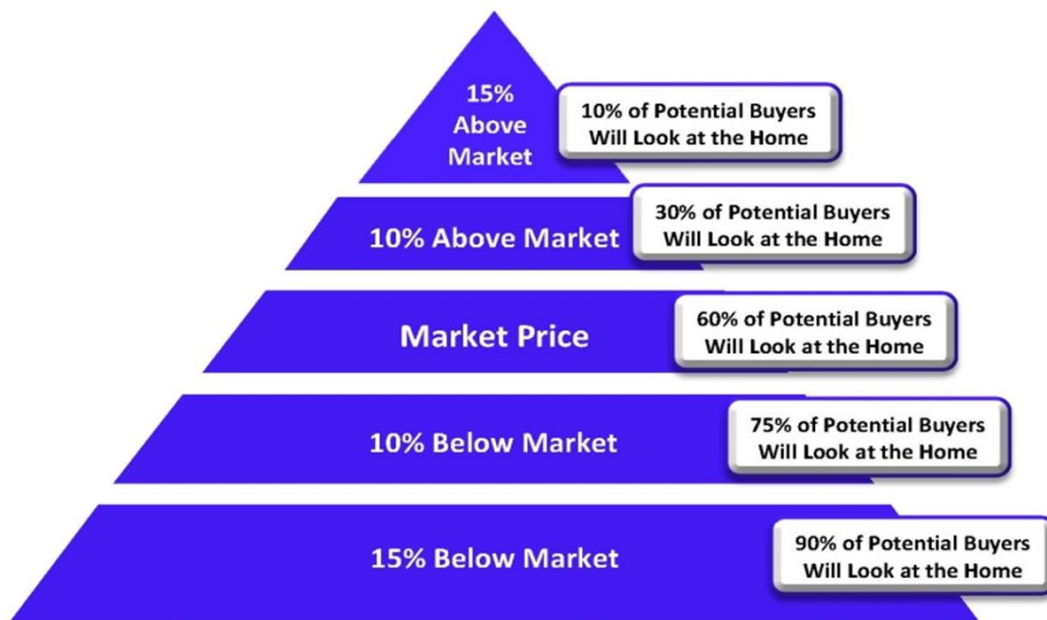 15%
Above
Market
10% of Potential Buyers
Will Look at the Home
10% Above Market
30% of Potential Buyers
Will Look at the Home
Market Price
60% of Potential Buyers
Will Look at the Home
10% Below Market
75% of Potential Buyers
Will Look at the Home
15% Below Market
90% of Potential Buyers
Will Look at the Home